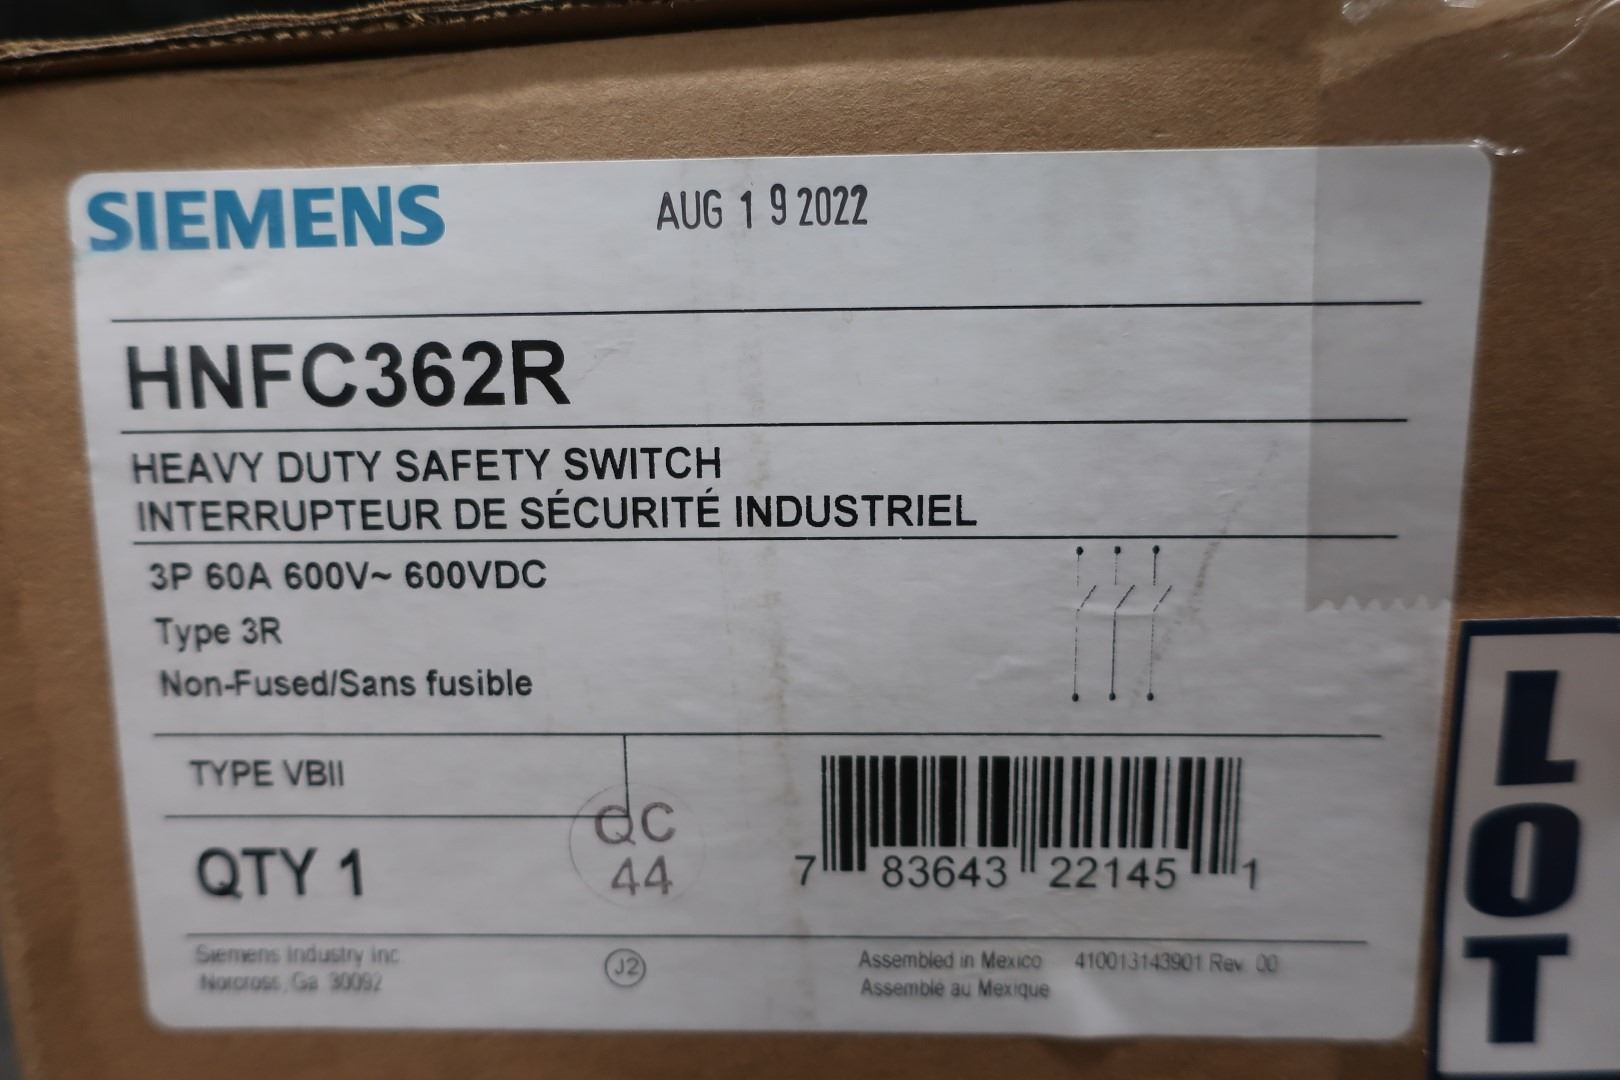 SIEMENS
AUG 19 2022
HNFC362R
HEAVY DUTY SAFETY SWITCH
INTERRUPTEUR DE SÉCURITÉ INDUSTRIEL
3P 60A 600V~ 600VDC
Type 3R
Non-Fused/Sans fusible
TYPE VBII
QTY 1
QC
44
7 83643 22145 1
Siemens Industry Inc.
Norcross, Ga 30092
J2
Assembled in Mexico 410013143901 Rev 00
Assemblé au Mexique
LOT